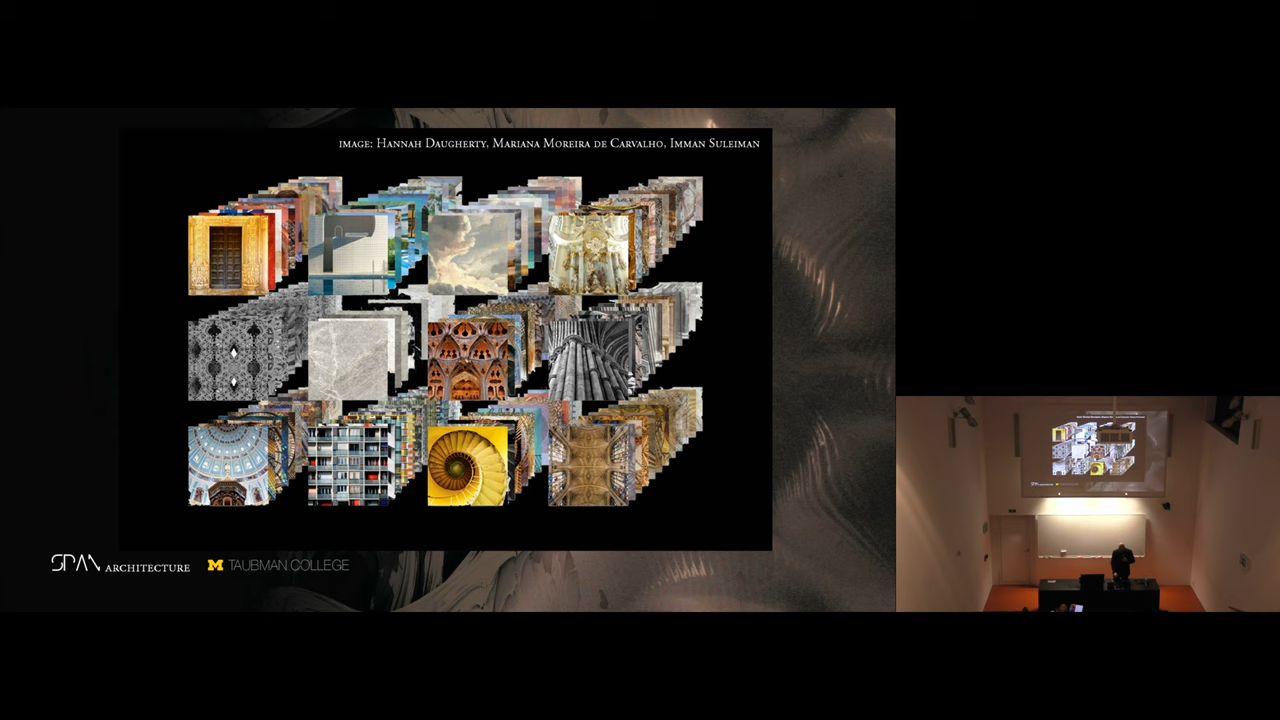 IMAGE: HANNAH DAUGHERTY, MARIANA MOREIRA DE CARVALHO, IMMAN SULEIMAN
SPAN ARCHITECTURE
M TAUBMAN COLLEGE